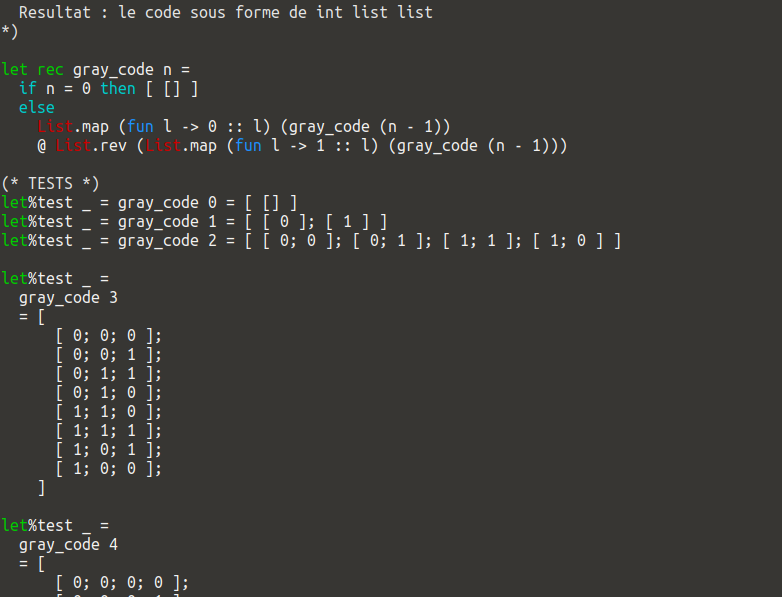 Resultat : le code sous forme de int list list
*)

let rec gray_code n =
  if n = 0 then [ [] ]
  else
    List.map (fun l -> 0 :: l) (gray_code (n - 1))
    @ List.rev (List.map (fun l -> 1 :: l) (gray_code (n - 1)))

(* TESTS *)
let%test _ = gray_code 0 = [ [] ]
let%test _ = gray_code 1 = [ [ 0 ]; [ 1 ] ]
let%test _ = gray_code 2 = [ [ 0; 0 ]; [ 0; 1 ]; [ 1; 1 ]; [ 1; 0 ] ]

let%test _ =
  gray_code 3
  = [
      [ 0; 0; 0 ];
      [ 0; 0; 1 ];
      [ 0; 1; 1 ];
      [ 0; 1; 0 ];
      [ 1; 1; 0 ];
      [ 1; 1; 1 ];
      [ 1; 0; 1 ];
      [ 1; 0; 0 ];
    ]

let%test _ =
  gray_code 4
  = [
      [ 0; 0; 0; 0 ];